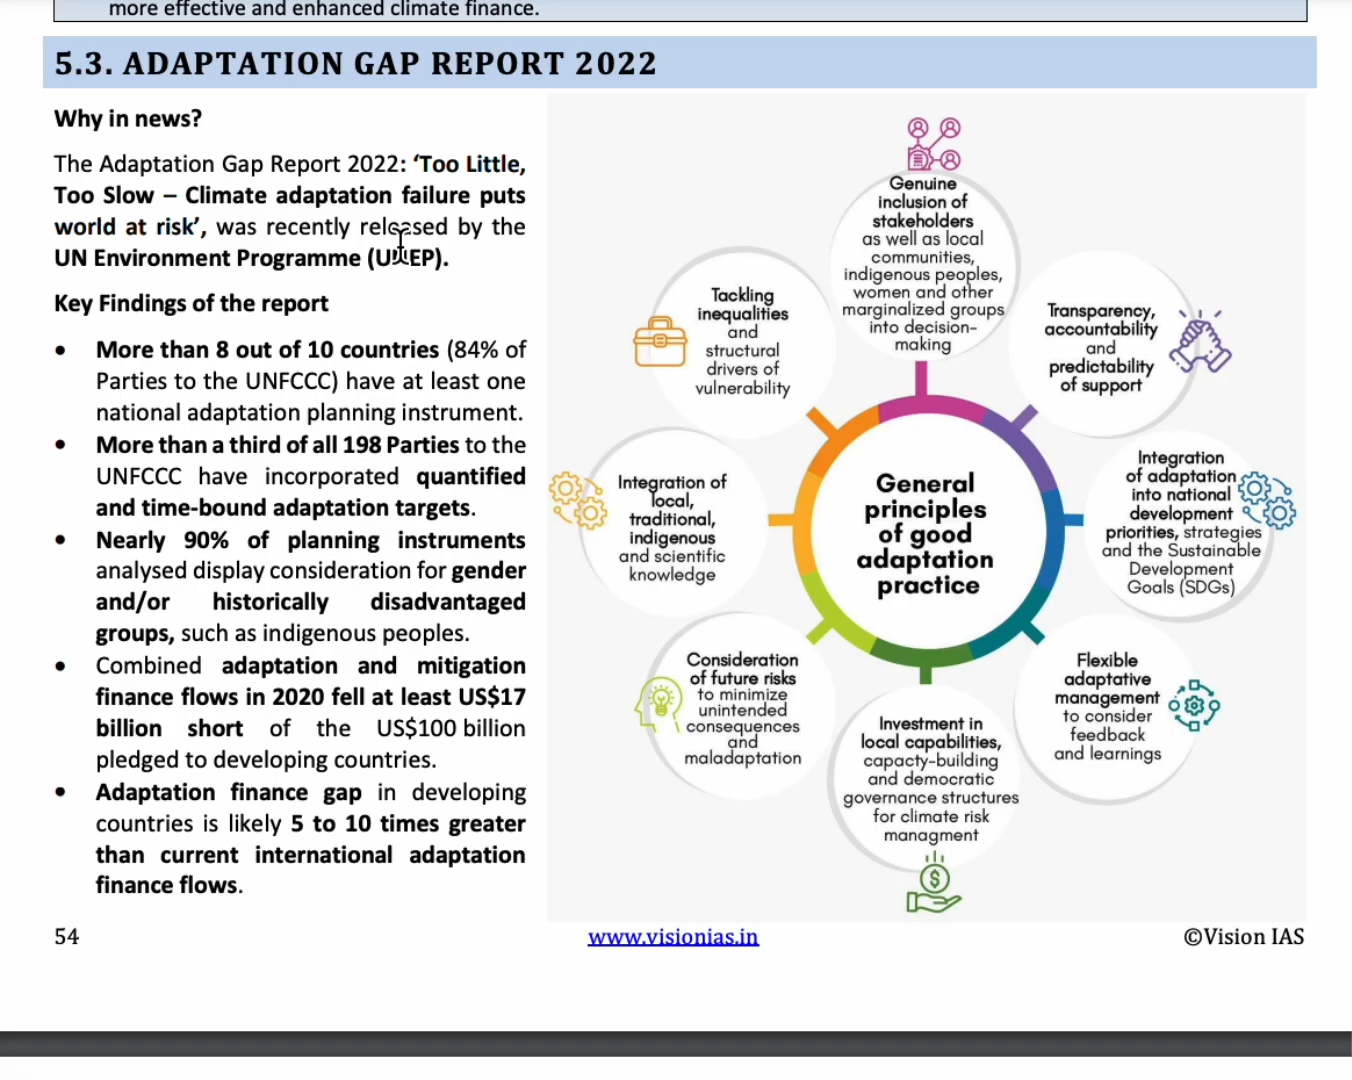 more effective and enhanced climate finance.
5.3. ADAPTATION GAP REPORT 2022
Why in news?
The Adaptation Gap Report 2022: ‘Too Little,
Too Slow – Climate adaptation failure puts
world at risk’, was recently released by the
UN Environment Programme (UNEP).
Key Findings of the report
• More than 8 out of 10 countries (84% of
Parties to the UNFCCC) have at least one
national adaptation planning instrument.
• More than a third of all 198 Parties to the
UNFCCC have incorporated quantified
and time-bound adaptation targets.
• Nearly 90% of planning instruments
analysed display consideration for gender
and/or historically disadvantaged
groups, such as indigenous peoples.
• Combined adaptation and mitigation
finance flows in 2020 fell at least US$17
billion short of the US$100 billion
pledged to developing countries.
• Adaptation finance gap in developing
countries is likely 5 to 10 times greater
than current international adaptation
finance flows.
Genuine
inclusion of
stakeholders
as well as local
communities,
indigenous peoples,
women and other
marginalized groups
into decision-
making
Transparency,
accountability
and
predictability
of support
Integration
of adaptation
into national
development
priorities, strategies
and the Sustainable
Development
Goals (SDGs)
Flexible
adaptative
management
to consider
feedback
and learnings
Investment in
local capabilities,
capacty-building
and democratic
governance structures
for climate risk
managment
$
Consideration
of future risks
to minimize
unintended
consequences
and
maladaptation
Integration of
local,
traditional,
indigenous
and scientific
knowledge
Tackling
inequalities
and
structural
drivers of
vulnerability
General
principles
of good
adaptation
practice
54
www.visionias.in
©Vision IAS